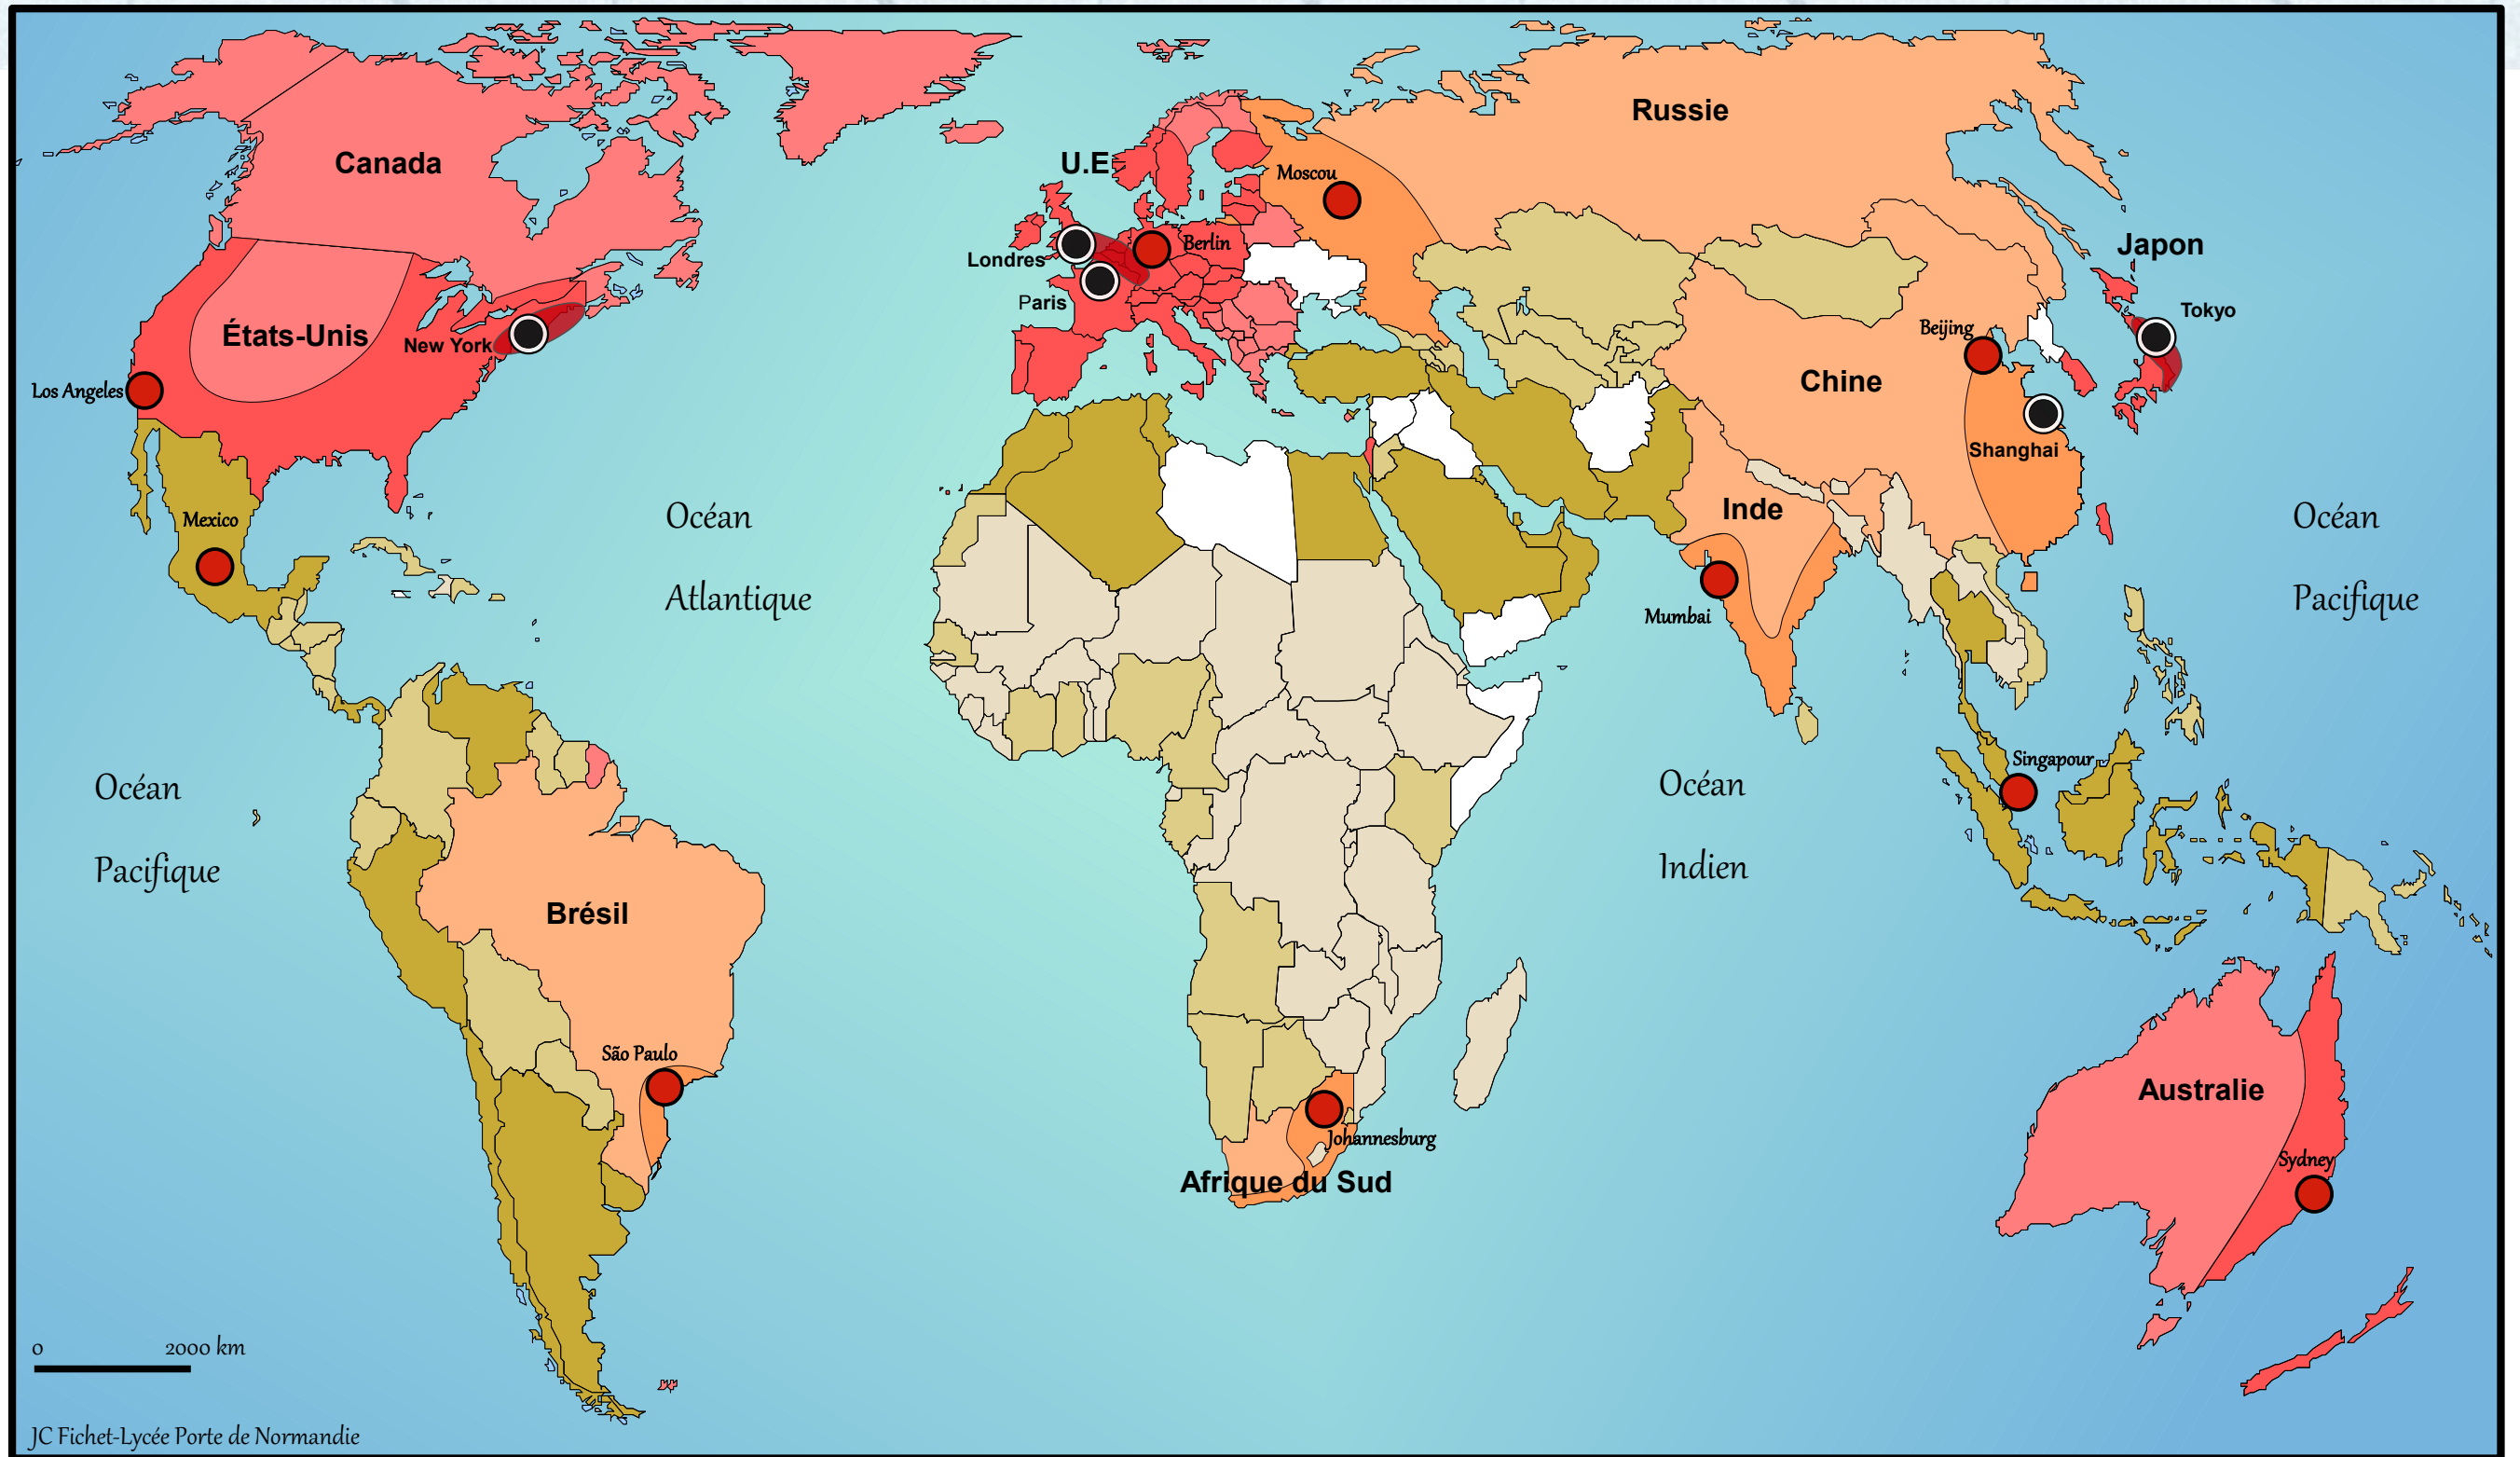 Canada
U.E
Russie
Moscou
Japon
Londres
Berlin
Paris
Tokyo
États-Unis
New York
Beijing
Los Angeles
Chine
Shanghai
Mexico
Océan
Atlantique
Inde
Mumbai
Océan
Pacifique
Singapour
Océan
Pacifique
Océan
Indien
Brésil
São Paulo
Johannesburg
Afrique du Sud
Australie
Sydney
0 2000 km
JC Fichet-Lycée Porte de Normandie